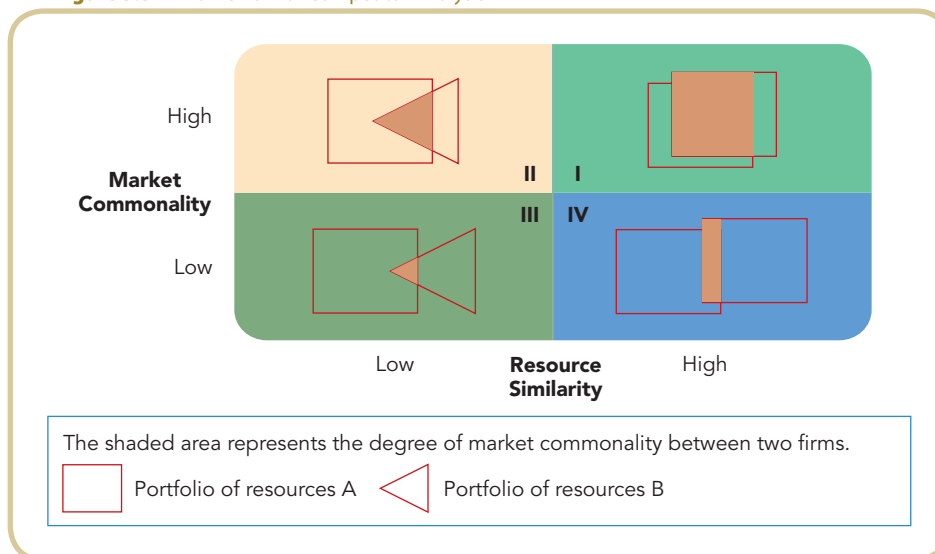 High
Market
Commonality
Low
II I
III IV
Low
Resource
Similarity
High
The shaded area represents the degree of market commonality between two firms.
Portfolio of resources A Portfolio of resources B